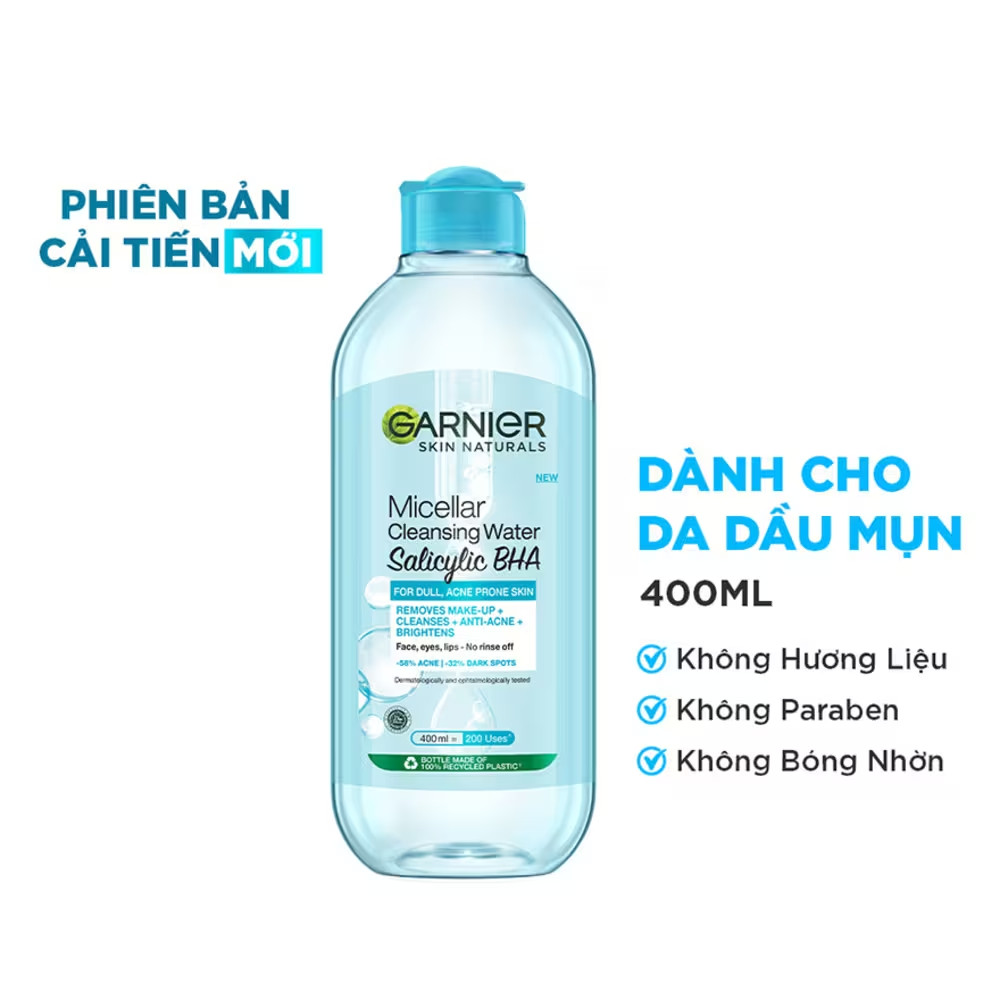 PHIÊN BẢN
CẢI TIẾN MỚI
GARNIER
SKIN NATURALS
NEW
Micellar
Cleansing Water
Salicylic BHA
FOR DULL, ACNE PRONE SKIN
REMOVES MAKE-UP +
CLEANSES + ANTI-ACNE +
BRIGHTENS
Face, eyes, lips - No rinse off
-58% ACNE | -32% DARK SPOTS
Dermatologically and ophtalmologically tested
400 ml = 200 Uses*
BOTTLE MADE OF
100% RECYCLED PLASTIC
DÀNH CHO
DA DẦU MỤN
400ML
Không Hương Liệu
Không Paraben
Không Bóng Nhờn